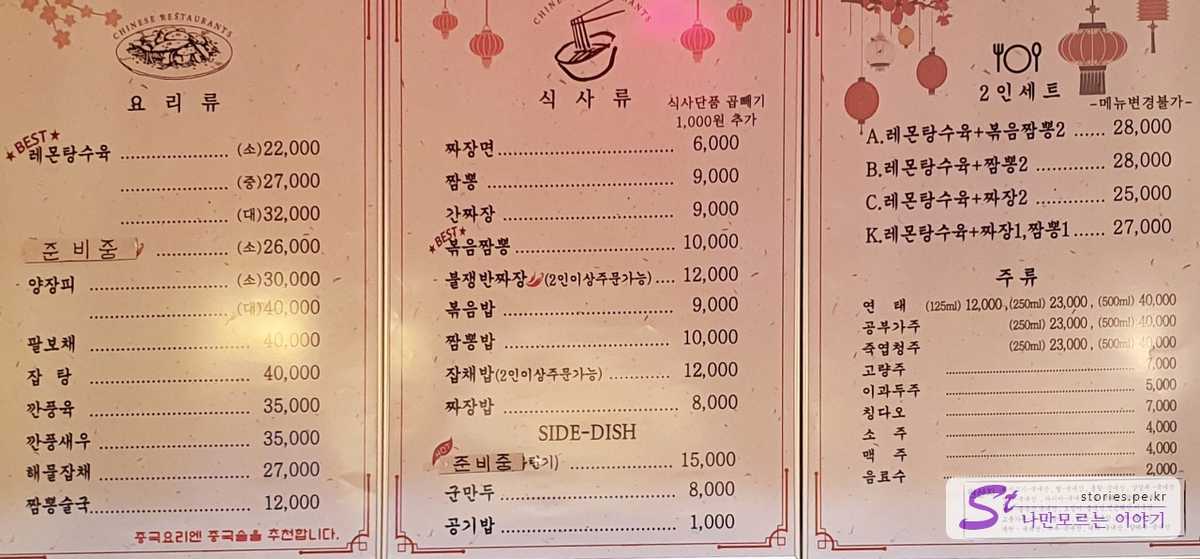 CHINESE RESTAURANTS
요리류
★BEST★
레몬탕수육 (소)22,000
(중)27,000
(대)32,000
준비중 (소)26,000
양장피 (소)30,000
(대)40,000
팔보채 40,000
잡탕 40,000
깐풍육 35,000
깐풍새우 35,000
해물잡채 27,000
짬뽕술국 12,000
중국요리엔 중국술을 추천합니다.
CHINESE RESTAURANTS
식사류
식사단품 곱빼기
1,000원 추가
짜장면 6,000
짬뽕 9,000
간짜장 9,000
★BEST★
볶음짬뽕 10,000
불쟁반짜장(2인이상주문가능) 12,000
볶음밥 9,000
짬뽕밥 10,000
잡채밥(2인이상주문가능) 12,000
짜장밥 8,000
SIDE-DISH
HOT
준비중 15,000
군만두 8,000
공기밥 1,000
2인세트
-메뉴변경불가-
A.레몬탕수육+볶음짬뽕2 28,000
B.레몬탕수육+짬뽕2 28,000
C.레몬탕수육+짜장2 25,000
K.레몬탕수육+짜장1,짬뽕1 27,000
주류
연태 (125ml) 12,000,(250ml) 23,000, (500ml) 40,000
공부가주 (250ml) 23,000, (500ml) 40,000
죽엽청주 (250ml) 23,000, (500ml) 40,000
고량주 7,000
이과두주 5,000
칭다오 7,000
소주 4,000
맥주 4,000
음료수 2,000
St stories.pe.kr
나만모르는 이야기